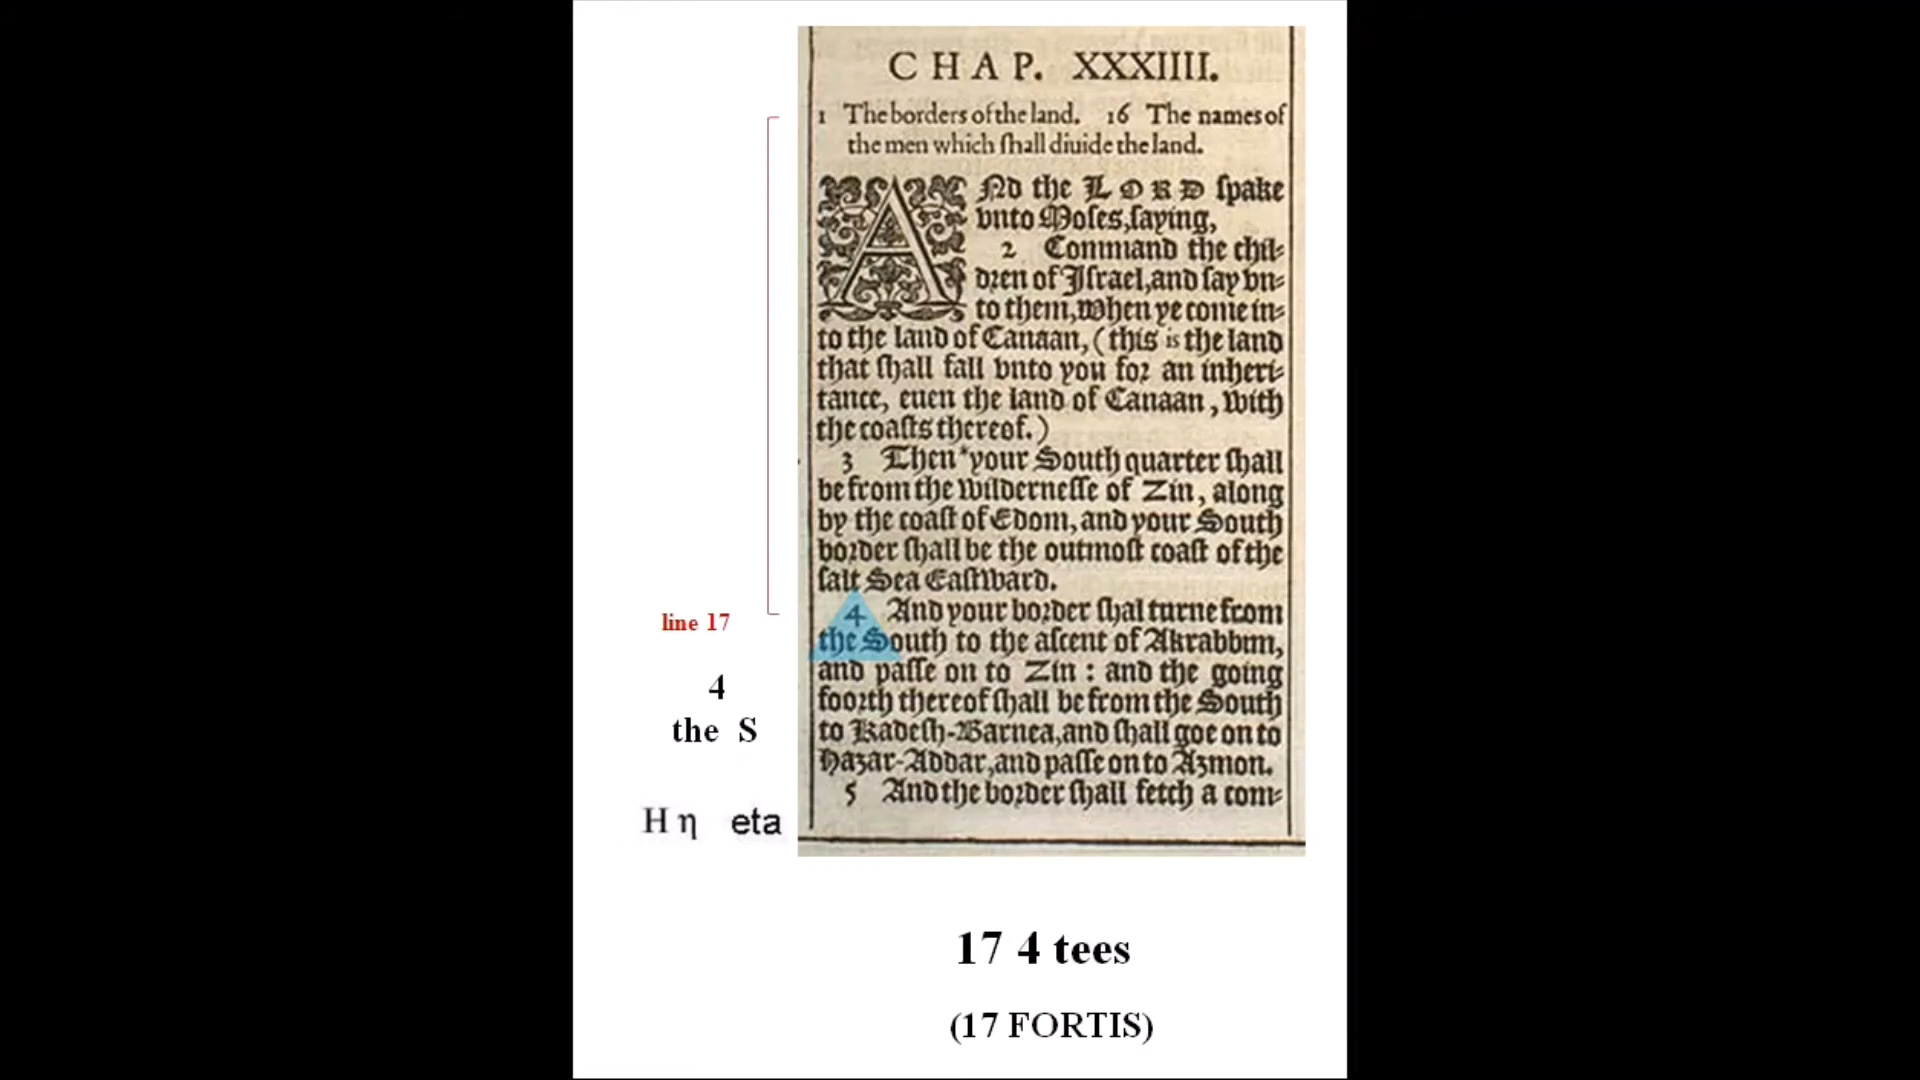 CHAP. XXXIIII.
1 The borders of the land. 16 The names of
the men which ſhall diuide the land.
ANd the LORD ſpake
vnto Moſes, ſaying,
2 Command the chil-
dren of Iſrael, and ſay vn-
to them, When ye come in-
to the land of Canaan, (this is the land
that ſhall fall vnto you for an inheri-
tance, euen the land of Canaan, with
the coaſts thereof.)
3 Then *your South quarter ſhall
be from the wilderneſſe of Zin, along
by the coaſt of Edom, and your South
border ſhall be the outmoſt coaſt of the
ſalt Sea Eaſtward.
4 And your border ſhal turne from
the South to the aſcent of Akrabbim,
and paſſe on to Zin: and the going
foorth thereof ſhall be from the South
to Kadeſh-Barnea, and ſhall goe on to
Hazar-Addar, and paſſe on to Azmon.
5 And the border ſhall fetch a com-
line 17
4
the S
H η eta
17 4 tees
(17 FORTIS)